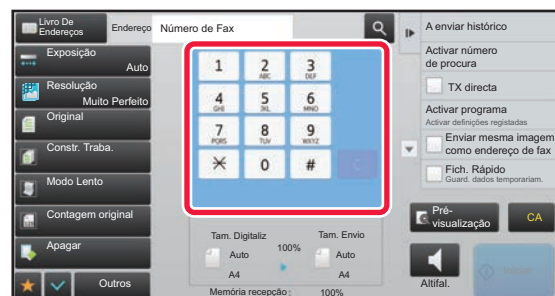 Livro De
Endereços
Endereço
Número de Fax
Exposição
Auto
Resolução
Muito Perfeito
Original
Constr. Traba.
Modo Lento
Contagem original
Apagar
Outros
1
2
ABC
3
DEF
4
GHI
5
JKL
6
MNO
7
PQRS
8
TUV
9
WXYZ
0
#
C
Tam. Digitaliz
Tam. Envio
100%
Auto
Auto
A4
A4
Memória recepção :
100%
A enviar histórico
Activar número
de procura
TX directa
Activar programa
Activar definições registadas
Enviar mesma imagem
como endereço de fax
Fich. Rápido
Guard. dados temporariam.
Pré-
visualização
CA
Altifal.